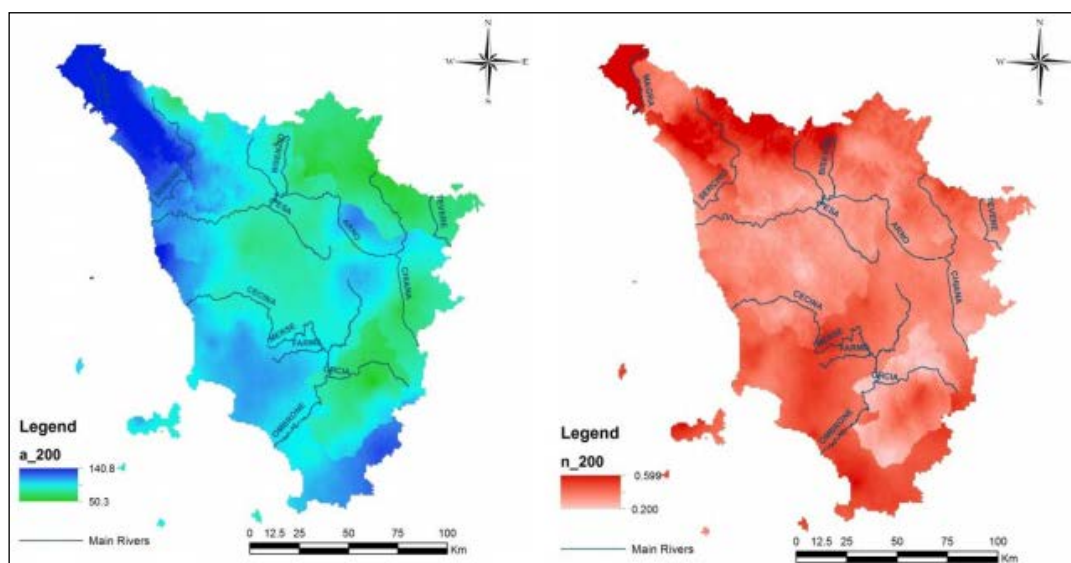 N
W E
S
SERCHIO
BISENZIO
PESA
ARNO
TEVERE
CHIANA
CECINA
MERSE
FARMA
ORCIA
OMBRONE
Legend
a_200
140.8
50.3
Main Rivers
0 12.5 25 50 75 100
Km
N
W E
S
MAGRA
SERCHIO
BISENZIO
PESA
ARNO
TEVERE
CHIANA
CECINA
MERSE
FARMA
ORCIA
OMBRONE
Legend
n_200
0.599
0.200
Main Rivers
0 12.5 25 50 75 100
Km